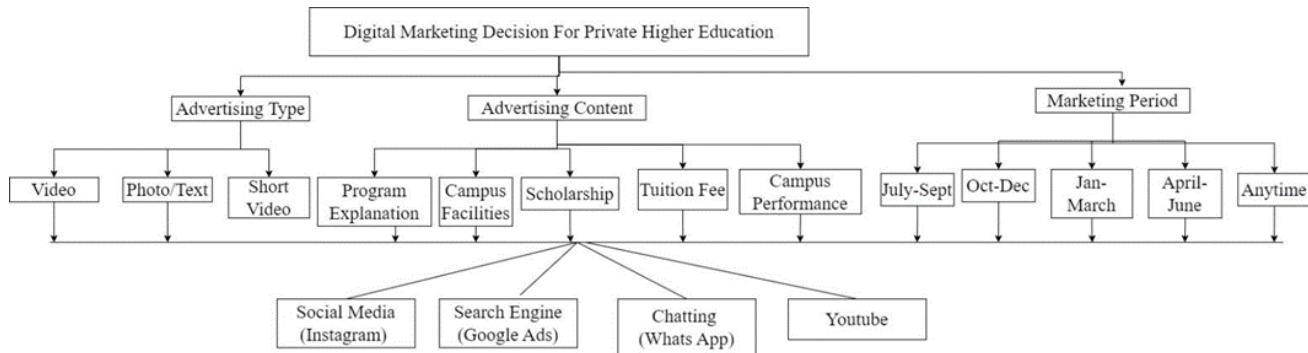 Digital Marketing Decision For Private Higher Education
Advertising Type
Advertising Content
Marketing Period
Video
Photo/Text
Short
Video
Program
Explanation
Campus
Facilities
Scholarship
Tuition Fee
Campus
Performance
July-Sept
Oct-Dec
Jan-
March
April-
June
Anytime
Social Media
(Instagram)
Search Engine
(Google Ads)
Chatting
(Whats App)
Youtube